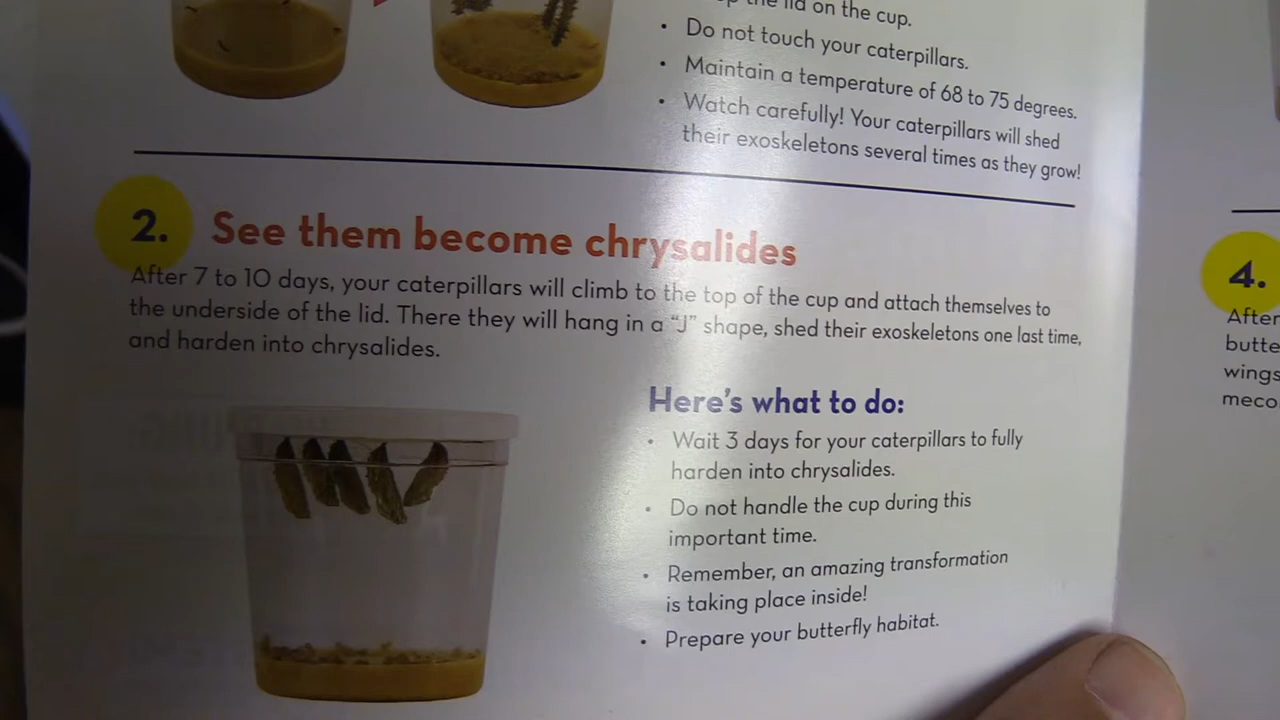 the lid on the cup.
• Do not touch your caterpillars.
• Maintain a temperature of 68 to 75 degrees.
• Watch carefully! Your caterpillars will shed
their exoskeletons several times as they grow!
2. See them become chrysalides
After 7 to 10 days, your caterpillars will climb to the top of the cup and attach themselves to
the underside of the lid. There they will hang in a “J” shape, shed their exoskeletons one last time,
and harden into chrysalides.
Here's what to do:
• Wait 3 days for your caterpillars to fully
harden into chrysalides.
• Do not handle the cup during this
important time.
• Remember, an amazing transformation
is taking place inside!
• Prepare your butterfly habitat.
4.
After
butte
wings
meco